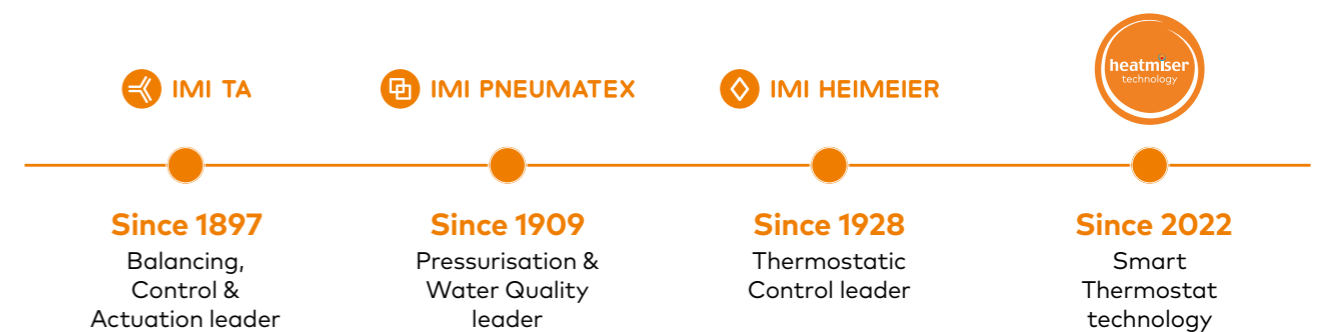 IMI TA
IMI PNEUMATEX
IMI HEIMEIER
heatmiser
technology
Since 1897
Balancing,
Control &
Actuation leader
Since 1909
Pressurisation &
Water Quality
leader
Since 1928
Thermostatic
Control leader
Since 2022
Smart
Thermostat
technology